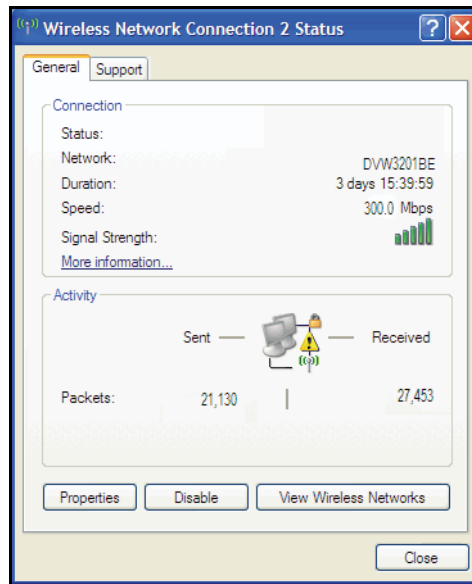 Wireless Network Connection 2 Status
General Support
Connection
Status:
Network: DVW3201BE
Duration: 3 days 15:39:59
Speed: 300.0 Mbps
Signal Strength:
More information...
Activity
Sent Received
Packets: 21,130 27,453
Properties Disable View Wireless Networks
Close